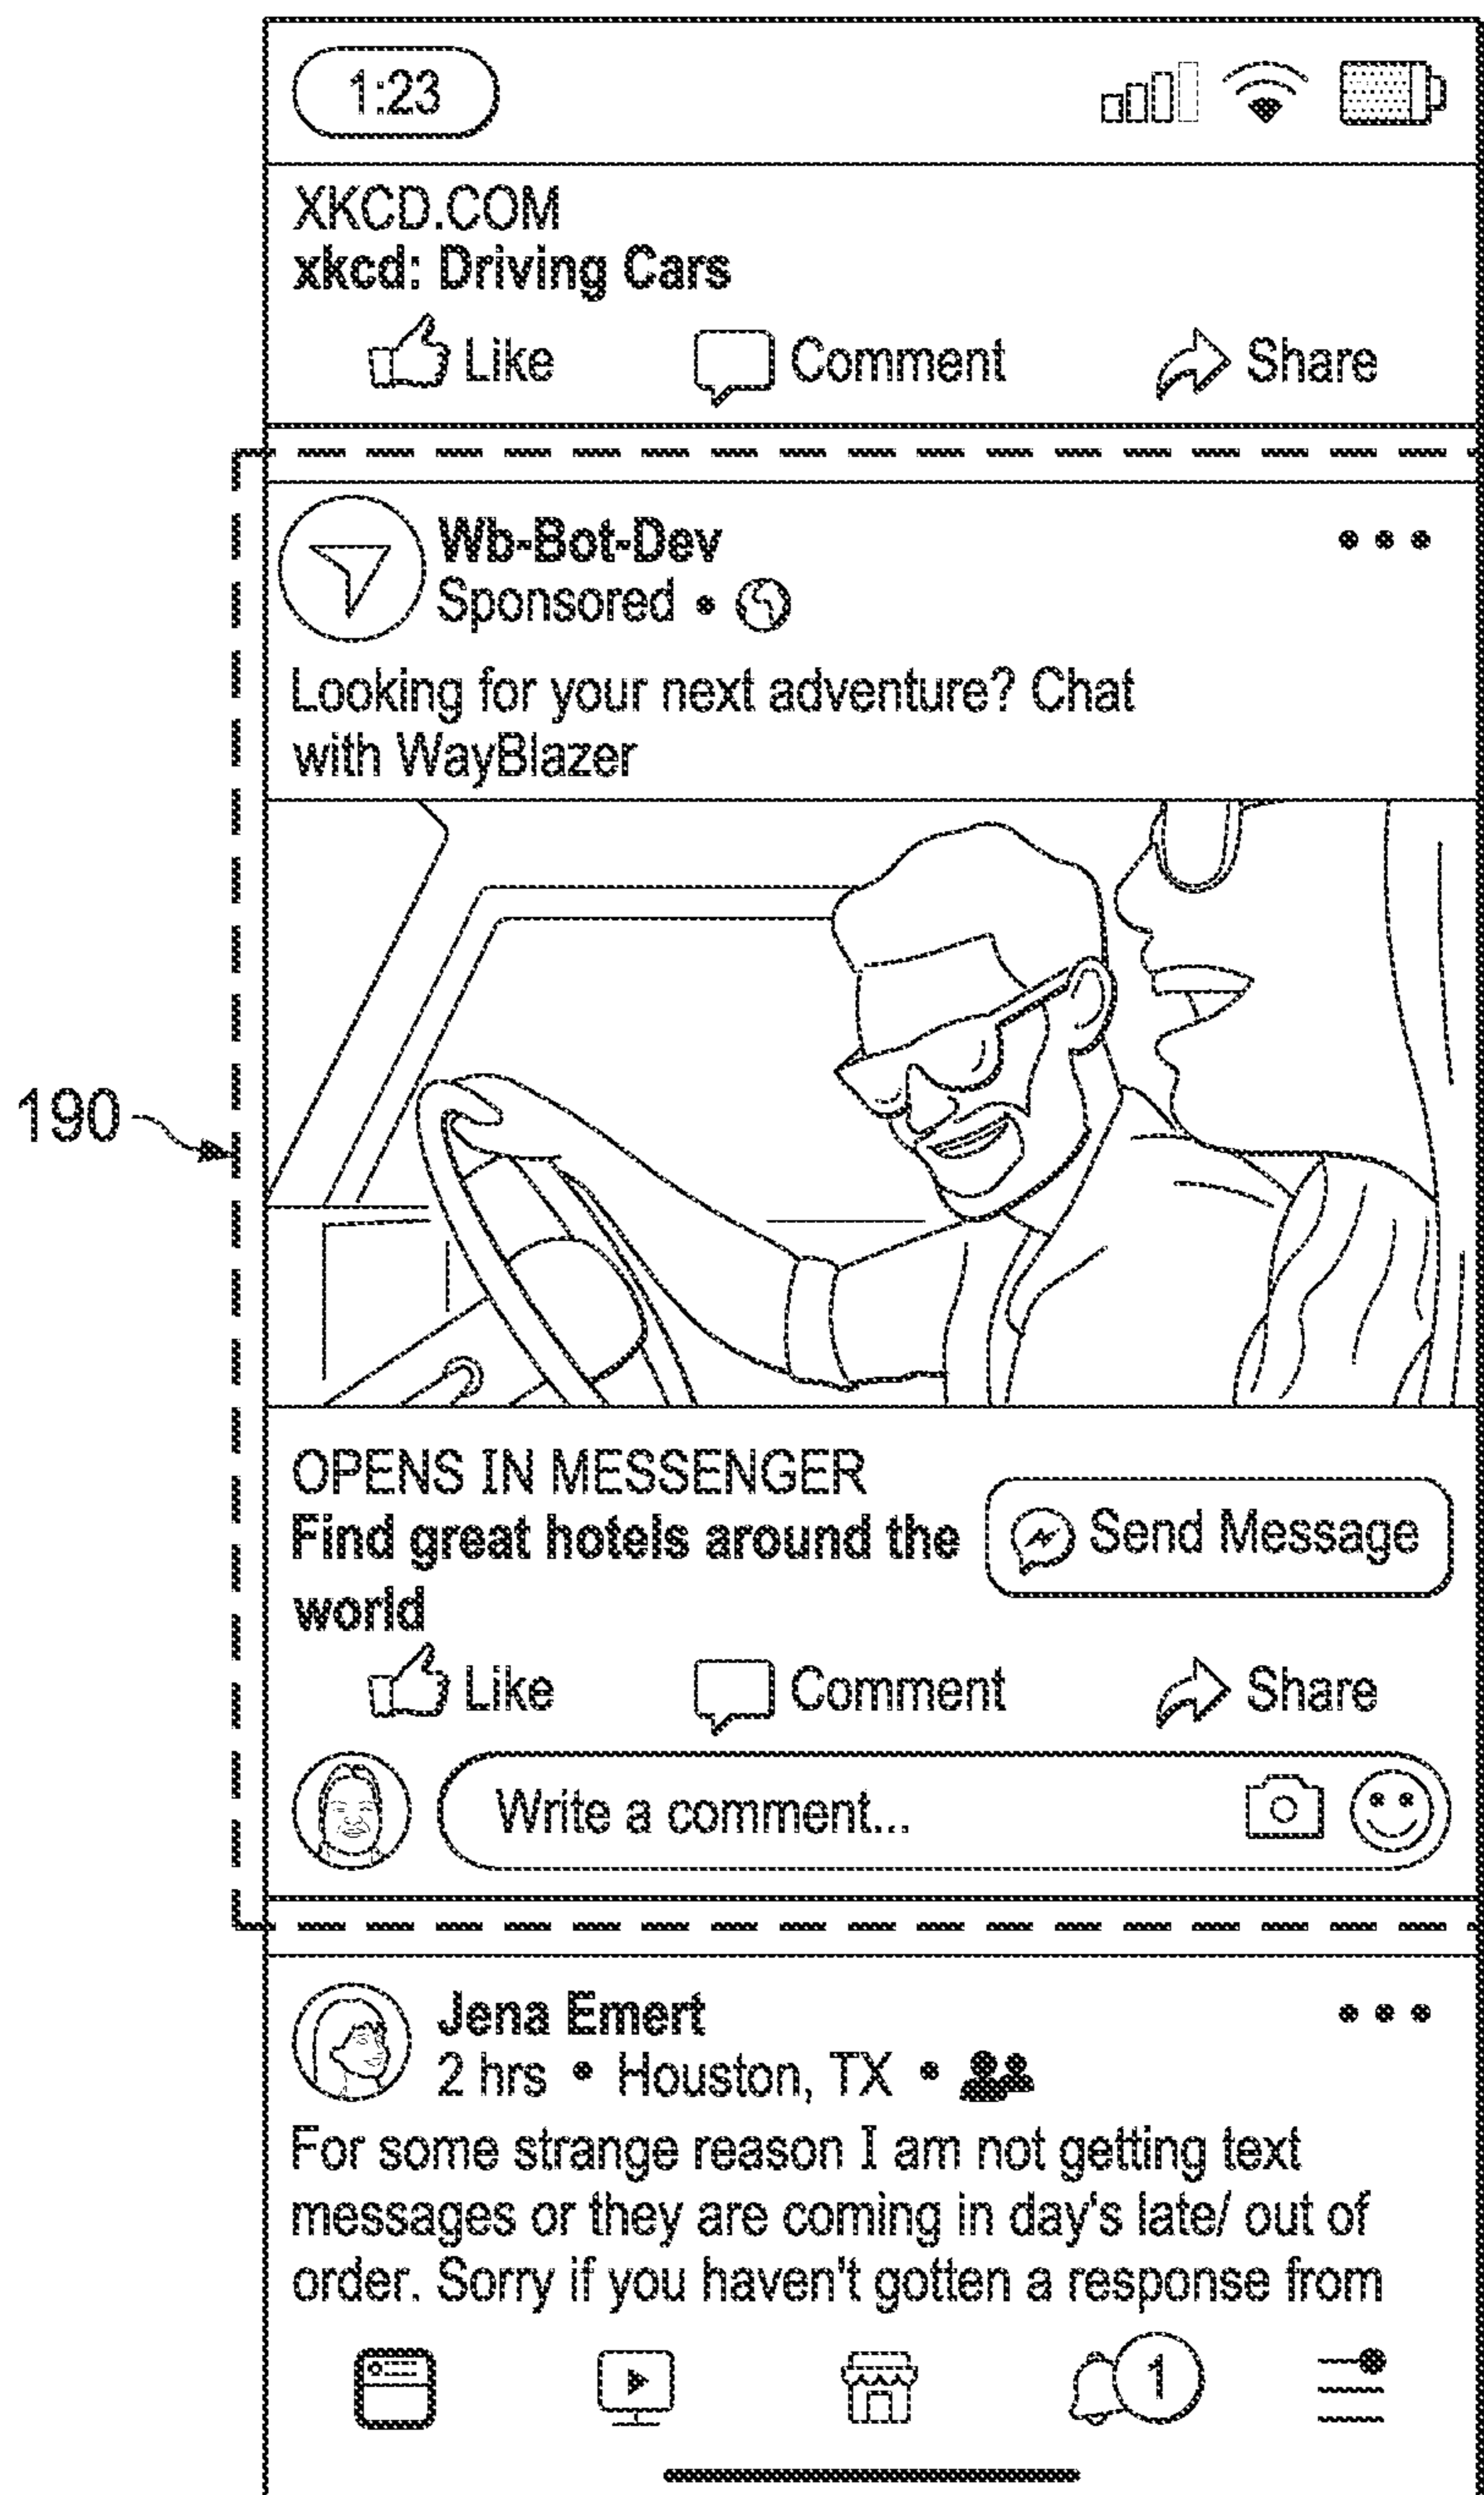 1:23
XKCD.COM
xkcd: Driving Cars
Like Comment Share
Wb-Bot-Dev
Sponsored •
Looking for your next adventure? Chat
with WayBlazer
190
OPENS IN MESSENGER
Find great hotels around the
world
Send Message
Like Comment Share
Write a comment...
Jena Emert
2 hrs • Houston, TX •
For some strange reason I am not getting text
messages or they are coming in day's late/ out of
order. Sorry if you haven't gotten a response from
1